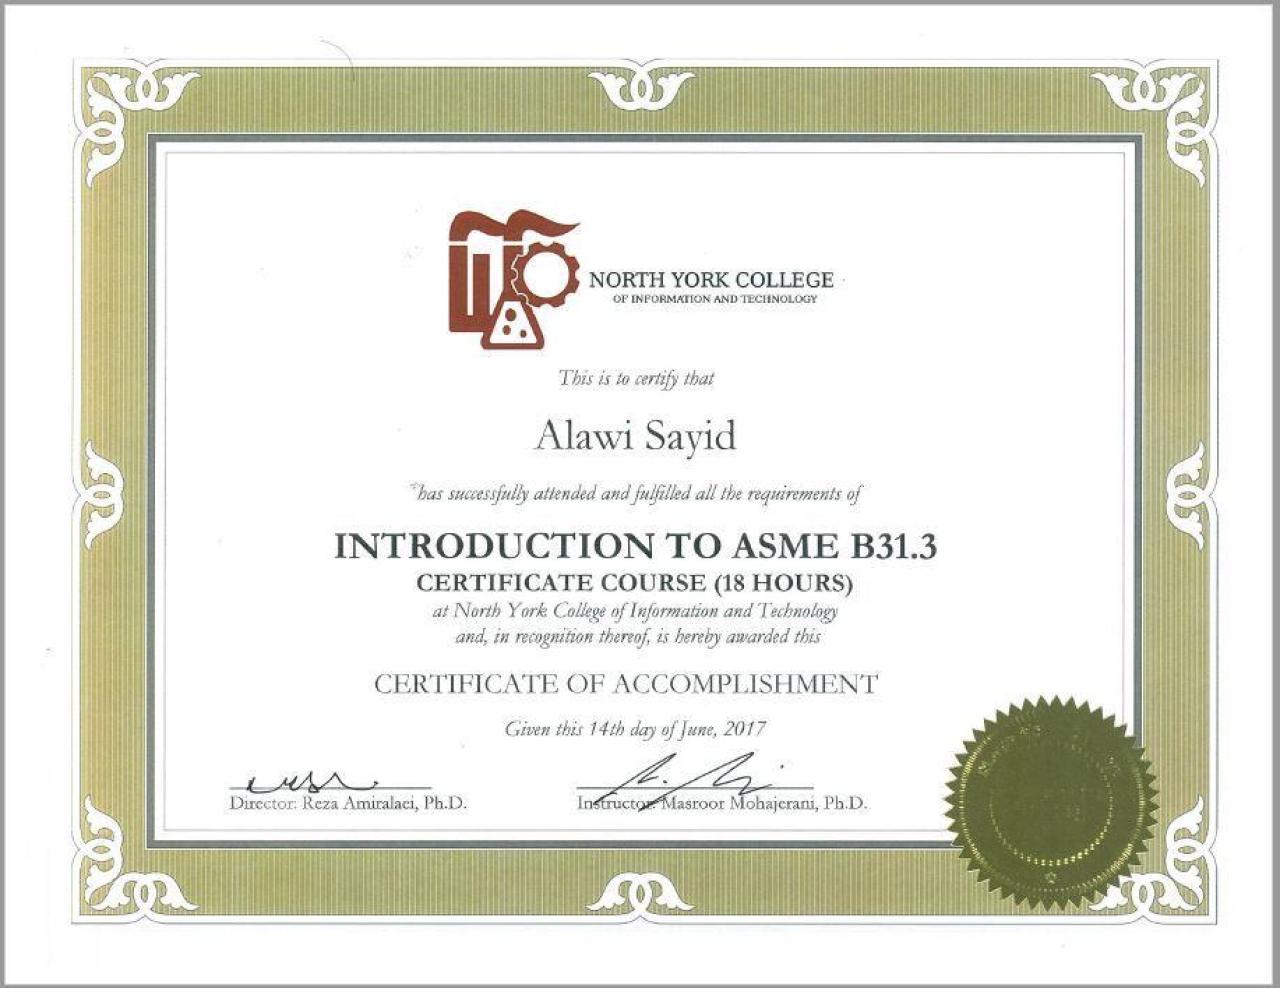 NORTH YORK COLLEGE
OF INFORMATION AND TECHNOLOGY
This is to certify that
Alawi Sayid
has successfully attended and fulfilled all the requirements of
INTRODUCTION TO ASME B31.3
CERTIFICATE COURSE (18 HOURS)
at North York College of Information and Technology
and, in recognition thereof, is hereby awarded this
CERTIFICATE OF ACCOMPLISHMENT
Given this 14th day of June, 2017
Director: Reza Amiralaei, Ph.D.
Instructor: Masroor Mohajerani, Ph.D.